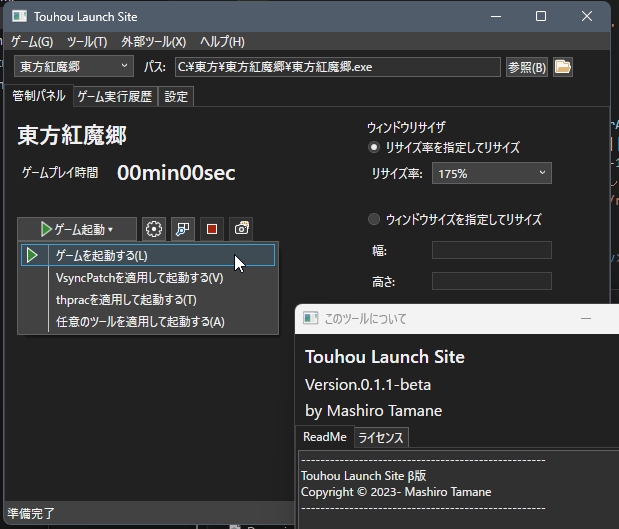 Touhou Launch Site
ゲーム(G) ツール(T) 外部ツール(X) ヘルプ(H)
東方紅魔郷 パス: C:¥東方¥東方紅魔郷¥東方紅魔郷.exe 参照(B)
管制パネル ゲーム実行履歴 設定
東方紅魔郷
ゲームプレイ時間 00min00sec
ウィンドウリサイザ
リサイズ率を指定してリサイズ
リサイズ率: 175%
ゲーム起動
ウィンドウサイズを指定してリサイズ
幅:
高さ:
ゲームを起動する(L)
VsyncPatchを適用して起動する(V)
thpracを適用して起動する(T)
任意のツールを適用して起動する(A)
このツールについて
Touhou Launch Site
Version.0.1.1-beta
by Mashiro Tamane
ReadMe ライセンス
--------------------------------------------------
Touhou Launch Site β版
Copyright © 2023- Mashiro Tamane
--------------------------------------------------
準備完了